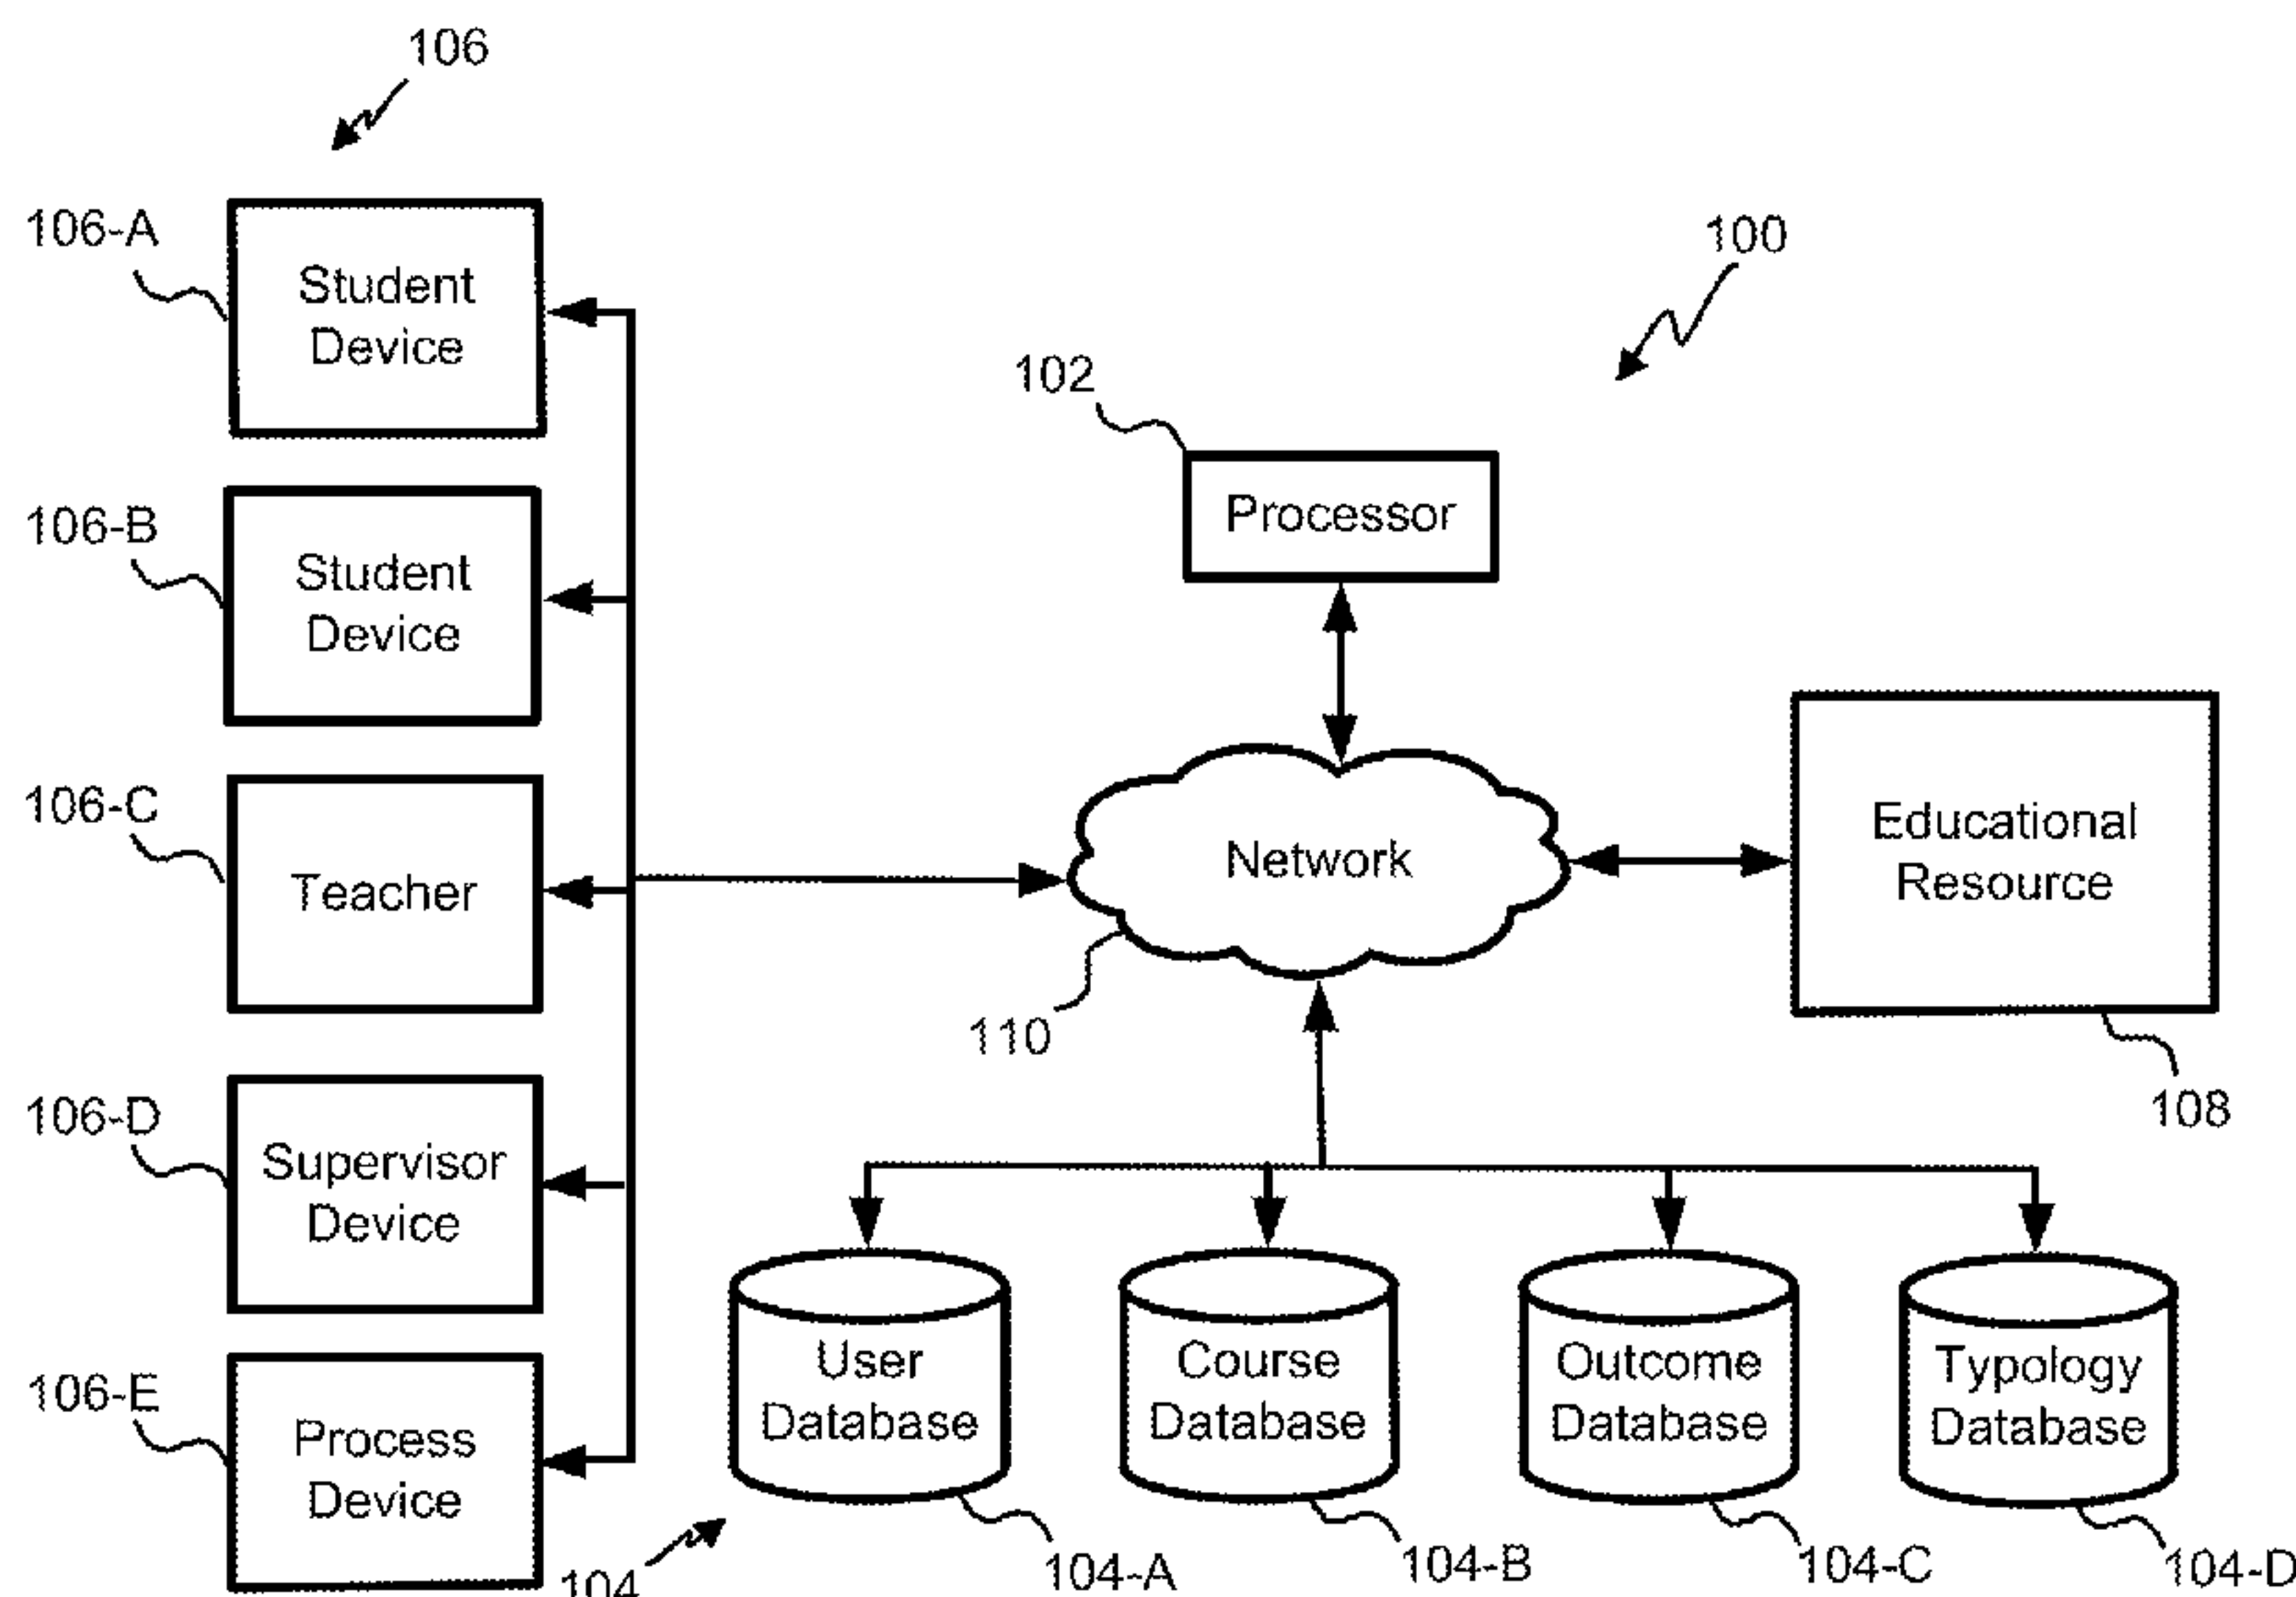 106
106-A
Student
Device
100
102
Processor
106-B
Student
Device
106-C
Teacher
Network
Educational
Resource
110
108
106-D
Supervisor
Device
106-E
Process
Device
User
Database
Course
Database
Outcome
Database
Typology
Database
104
104-A
104-B
104-C
104-D